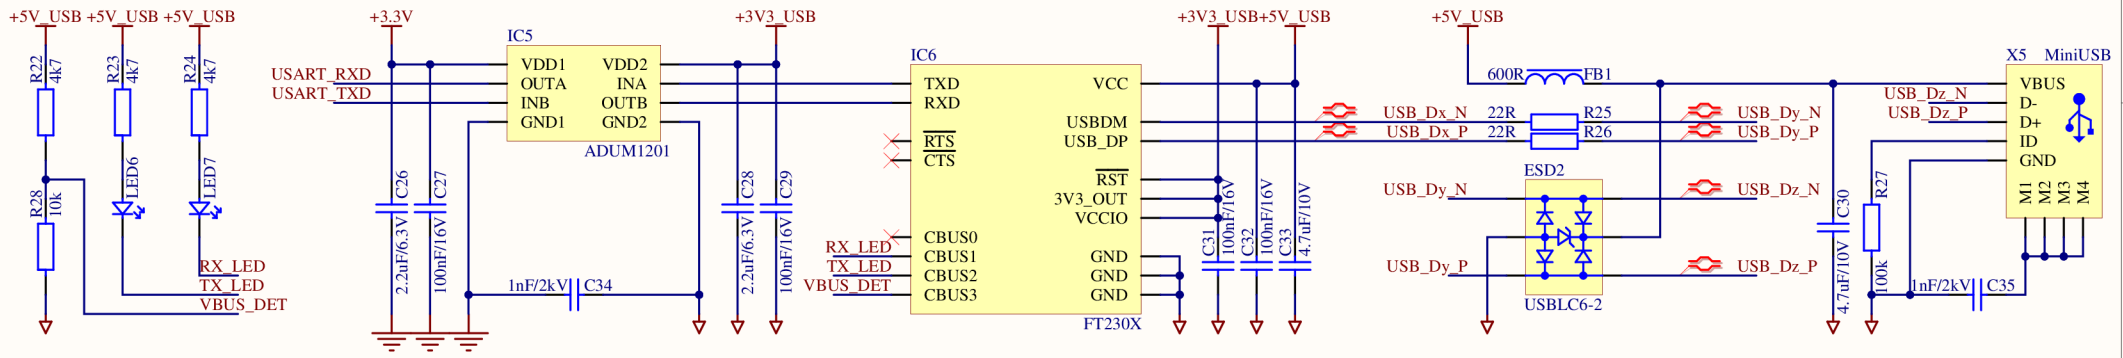 +5V_USB +5V_USB +5V_USB
R22 4k7
R23 4k7
R24 4k7
R28 10k
LED6
LED7
RX_LED
TX_LED
VBUS_DET
+3.3V
USART_RXD
USART_TXD
C26 2.2uF/6.3V
C27 100nF/16V
IC5
VDD1 VDD2
OUTA INA
INB OUTB
GND1 GND2
ADUM1201
1nF/2kV C34
+3V3_USB
C28 2.2uF/6.3V
C29 100nF/16V
RX_LED
TX_LED
VBUS_DET
IC6
TXD VCC
RXD
USBDM
RTS USB_DP
CTS
RST
3V3_OUT
VCCIO
CBUS0
CBUS1 GND
CBUS2 GND
CBUS3 GND
FT230X
+3V3_USB +5V_USB
C31 100nF/16V
C32 100nF/16V
C33 4.7uF/10V
+5V_USB
600R FB1
USB_Dx_N 22R R25 USB_Dy_N
USB_Dx_P 22R R26 USB_Dy_P
ESD2
USB_Dy_N USB_Dz_N
USB_Dy_P USB_Dz_P
USBLC6-2
C30 4.7uF/10V
R27 100k
1nF/2kV C35
X5 MiniUSB
VBUS
USB_Dz_N D-
USB_Dz_P D+
ID
GND
M1 M2 M3 M4